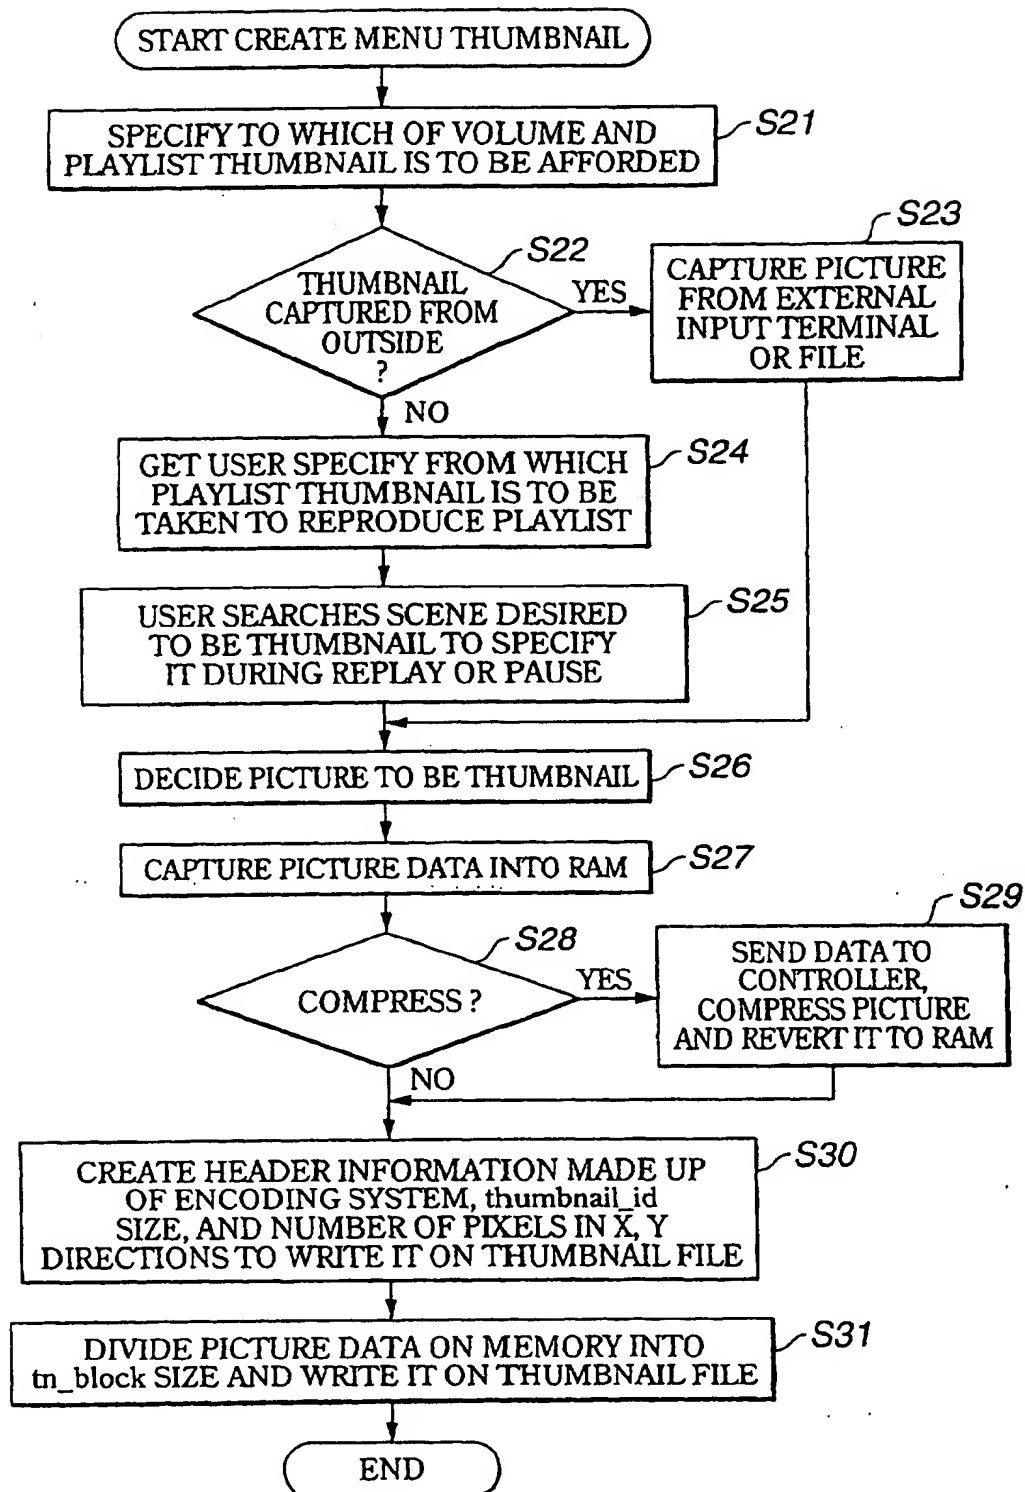 START CREATE MENU THUMBNAIL
S21
SPECIFY TO WHICH OF VOLUME AND
PLAYLIST THUMBNAIL IS TO BE AFFORDED
S22
THUMBNAIL
CAPTURED FROM
OUTSIDE
?
YES
S23
CAPTURE PICTURE
FROM EXTERNAL
INPUT TERMINAL
OR FILE
NO
S24
GET USER SPECIFY FROM WHICH
PLAYLIST THUMBNAIL IS TO BE
TAKEN TO REPRODUCE PLAYLIST
S25
USER SEARCHES SCENE DESIRED
TO BE THUMBNAIL TO SPECIFY
IT DURING REPLAY OR PAUSE
DECIDE PICTURE TO BE THUMBNAIL
S26
CAPTURE PICTURE DATA INTO RAM
S27
S28
COMPRESS ?
YES
S29
SEND DATA TO
CONTROLLER,
COMPRESS PICTURE
AND REVERT IT TO RAM
NO
S30
CREATE HEADER INFORMATION MADE UP
OF ENCODING SYSTEM, thumbnail_id
SIZE, AND NUMBER OF PIXELS IN X, Y
DIRECTIONS TO WRITE IT ON THUMBNAIL FILE
S31
DIVIDE PICTURE DATA ON MEMORY INTO
tn_block SIZE AND WRITE IT ON THUMBNAIL FILE
END